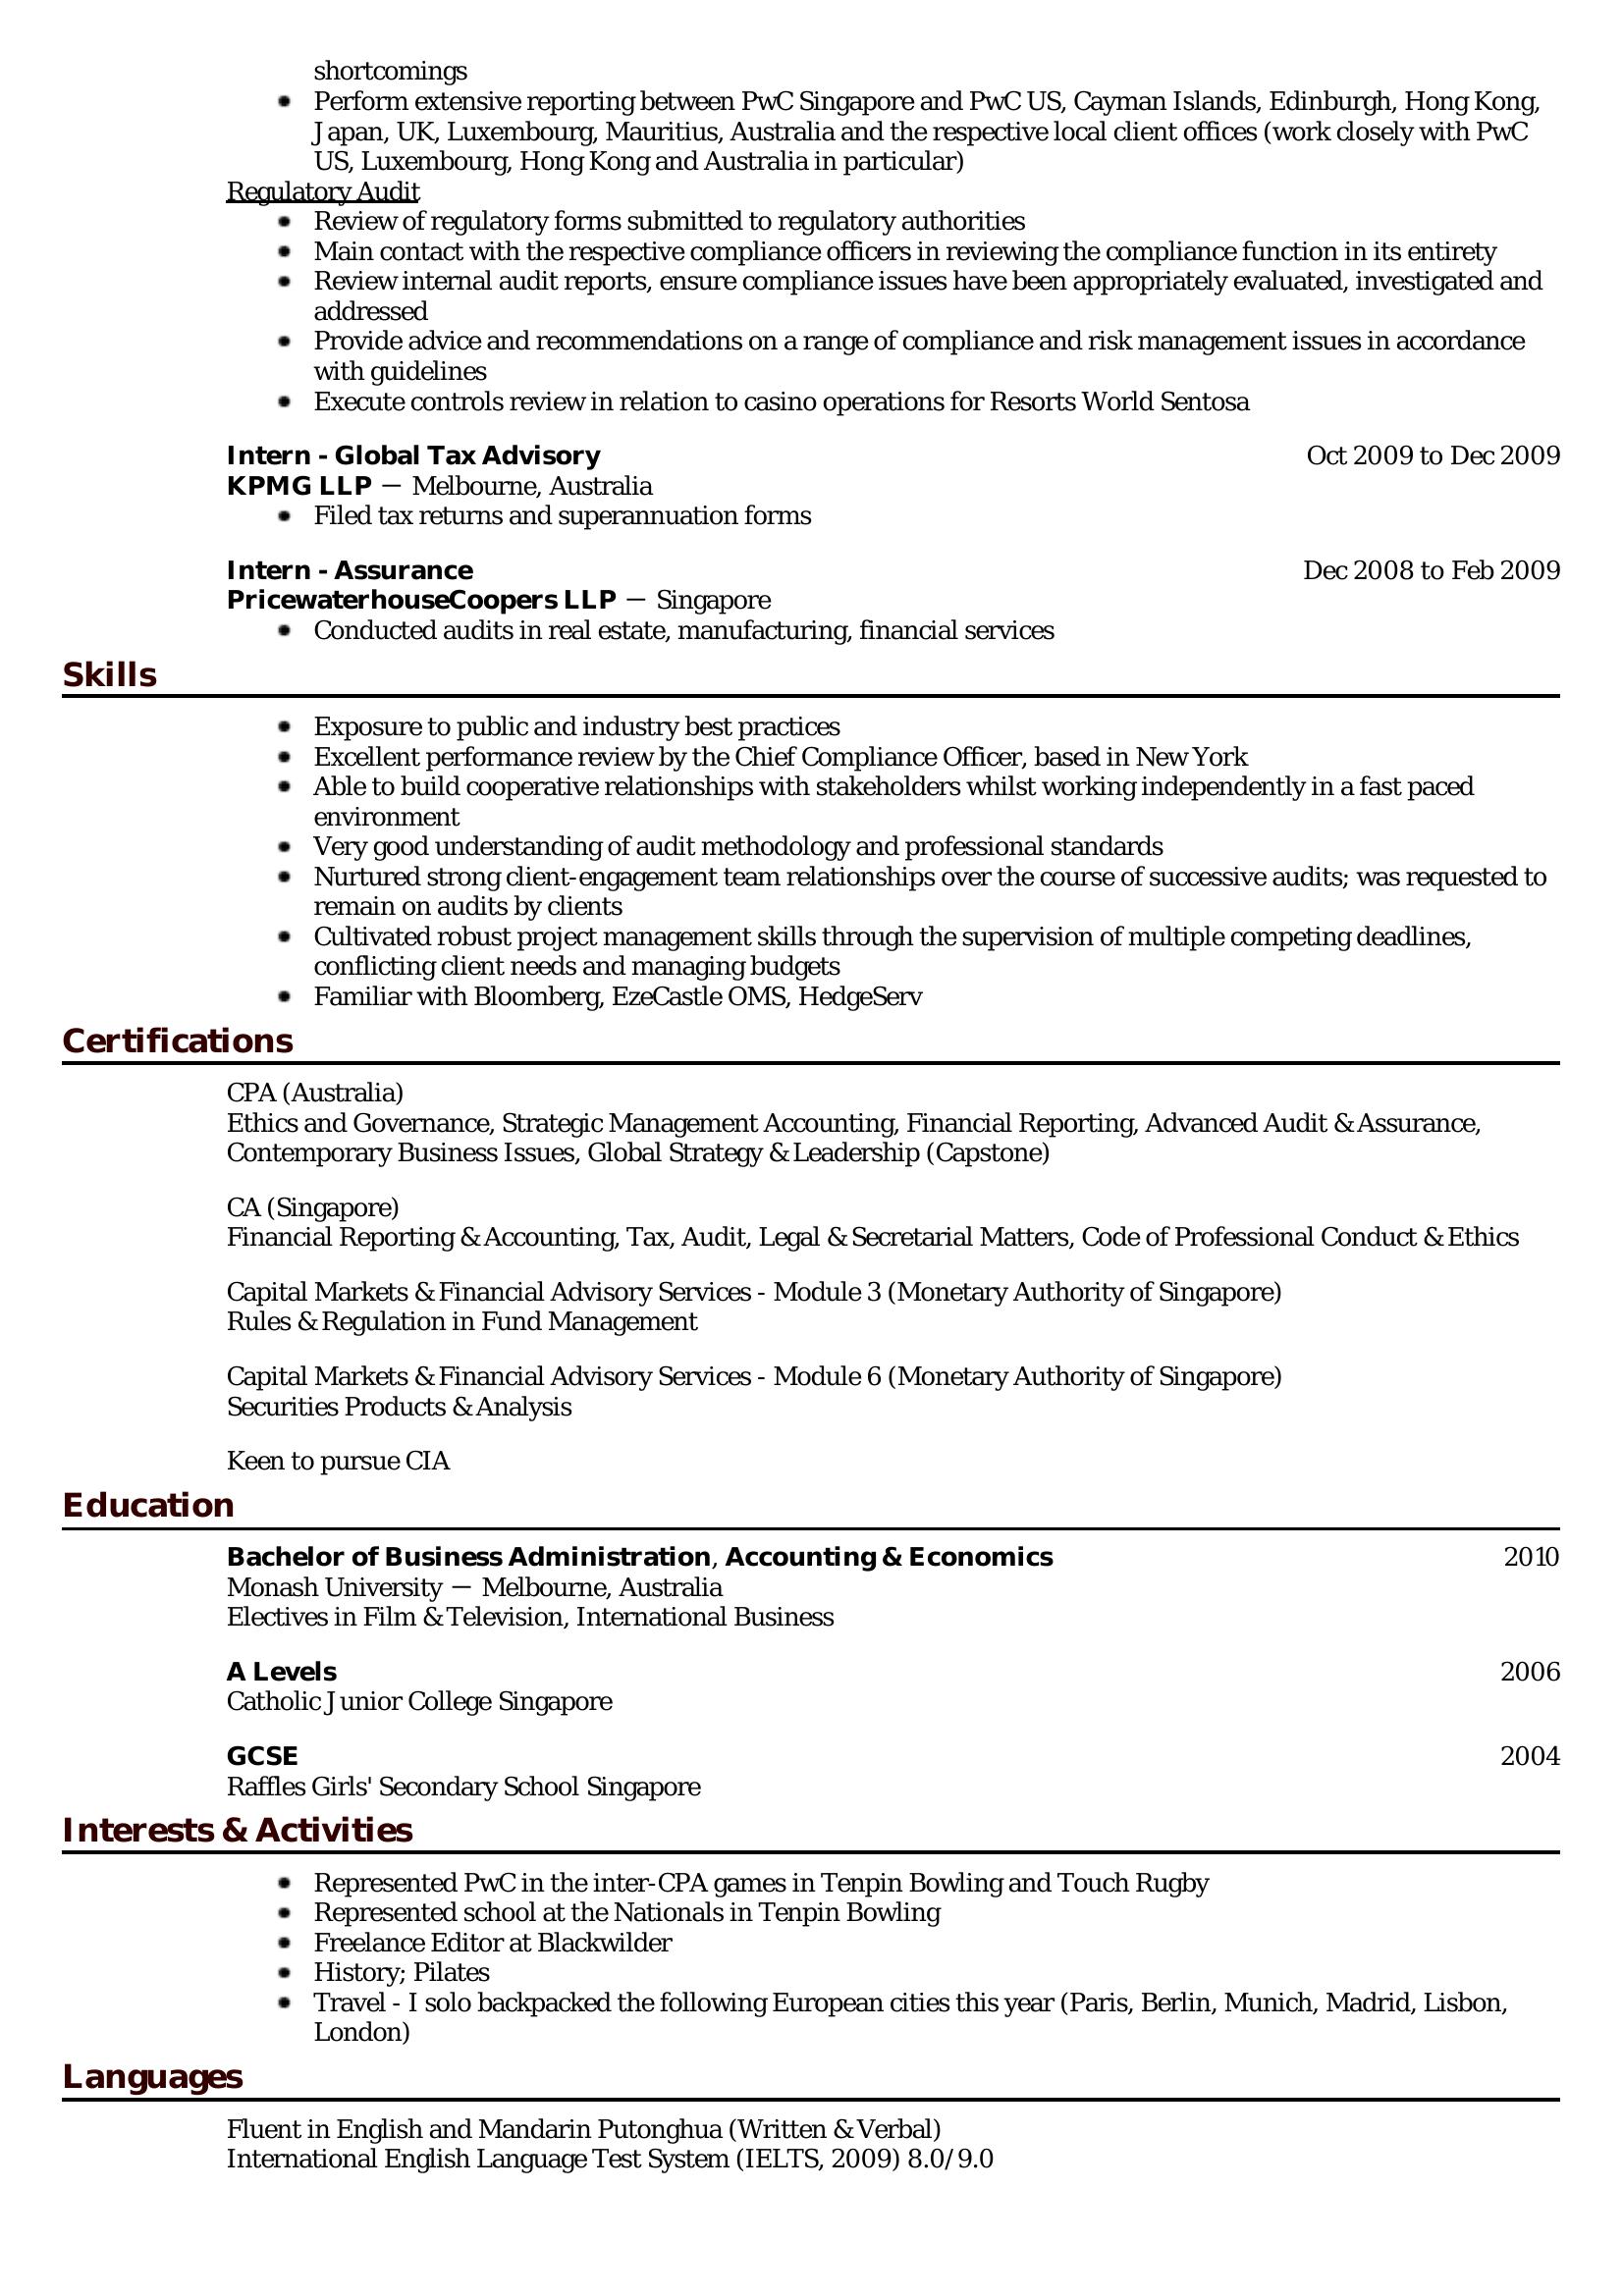 shortcomings
• Perform extensive reporting between PwC Singapore and PwC US, Cayman Islands, Edinburgh, Hong Kong,
Japan, UK, Luxembourg, Mauritius, Australia and the respective local client offices (work closely with PwC
US, Luxembourg, Hong Kong and Australia in particular)
Regulatory Audit
• Review of regulatory forms submitted to regulatory authorities
• Main contact with the respective compliance officers in reviewing the compliance function in its entirety
• Review internal audit reports, ensure compliance issues have been appropriately evaluated, investigated and
addressed
• Provide advice and recommendations on a range of compliance and risk management issues in accordance
with guidelines
• Execute controls review in relation to casino operations for Resorts World Sentosa
Intern - Global Tax Advisory Oct 2009 to Dec 2009
KPMG LLP — Melbourne, Australia
• Filed tax returns and superannuation forms
Intern - Assurance Dec 2008 to Feb 2009
PricewaterhouseCoopers LLP — Singapore
• Conducted audits in real estate, manufacturing, financial services
Skills
• Exposure to public and industry best practices
• Excellent performance review by the Chief Compliance Officer, based in New York
• Able to build cooperative relationships with stakeholders whilst working independently in a fast paced
environment
• Very good understanding of audit methodology and professional standards
• Nurtured strong client-engagement team relationships over the course of successive audits; was requested to
remain on audits by clients
• Cultivated robust project management skills through the supervision of multiple competing deadlines,
conflicting client needs and managing budgets
• Familiar with Bloomberg, EzeCastle OMS, HedgeServ
Certifications
CPA (Australia)
Ethics and Governance, Strategic Management Accounting, Financial Reporting, Advanced Audit & Assurance,
Contemporary Business Issues, Global Strategy & Leadership (Capstone)
CA (Singapore)
Financial Reporting & Accounting, Tax, Audit, Legal & Secretarial Matters, Code of Professional Conduct & Ethics
Capital Markets & Financial Advisory Services - Module 3 (Monetary Authority of Singapore)
Rules & Regulation in Fund Management
Capital Markets & Financial Advisory Services - Module 6 (Monetary Authority of Singapore)
Securities Products & Analysis
Keen to pursue CIA
Education
Bachelor of Business Administration, Accounting & Economics 2010
Monash University — Melbourne, Australia
Electives in Film & Television, International Business
A Levels 2006
Catholic Junior College Singapore
GCSE 2004
Raffles Girls' Secondary School Singapore
Interests & Activities
• Represented PwC in the inter-CPA games in Tenpin Bowling and Touch Rugby
• Represented school at the Nationals in Tenpin Bowling
• Freelance Editor at Blackwilder
• History; Pilates
• Travel - I solo backpacked the following European cities this year (Paris, Berlin, Munich, Madrid, Lisbon,
London)
Languages
Fluent in English and Mandarin Putonghua (Written & Verbal)
International English Language Test System (IELTS, 2009) 8.0/9.0